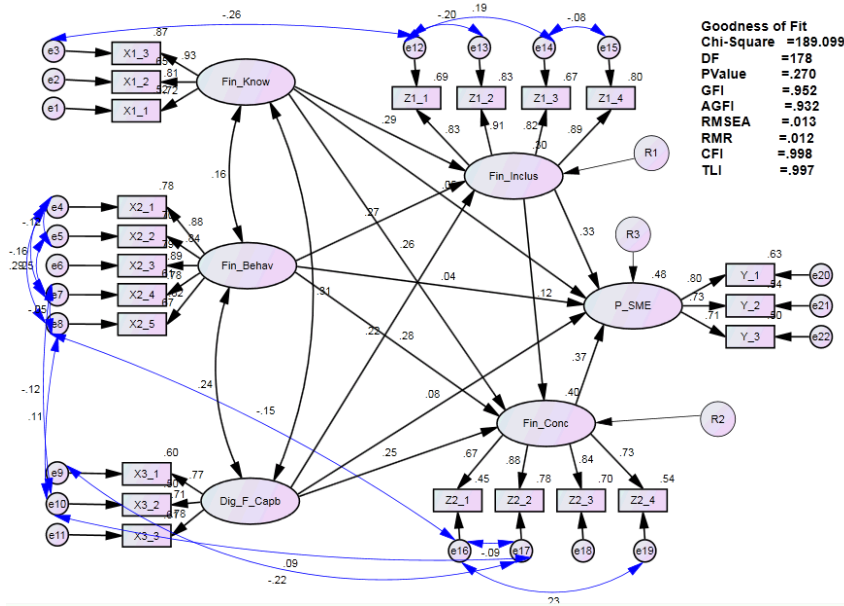 Goodness of Fit
Chi-Square =189.099
DF =178
PValue =.270
GFI =.952
AGFI =.932
RMSEA =.013
RMR =.012
CFI =.998
TLI =.997
-.26
-.20
.19
-.08
e3
e2
e1
X1_3
X1_2
X1_1
.87
.93
.81
.72
Fin_Know
e12
e13
e14
e15
.69
.83
.67
.80
Z1_1
Z1_2
Z1_3
Z1_4
.83
.91
.82
.89
.30
Fin_Inclus
R1
.29
.16
.27
.26
.33
R3
.78
e4
e5
e6
e7
e8
X2_1
X2_2
X2_3
X2_4
X2_5
.88
.84
.89
.78
.67
-.16
Fin_Behav
.31
.04
.12
.48
P_SME
.80
.73
.71
.63
Y_1
Y_2
Y_3
e20
e21
e22
.22
.28
.24
.08
.37
-.12
.11
-.15
.40
Fin_Conc
R2
.60
e9
e10
e11
X3_1
X3_2
X3_3
.77
.71
.78
Dig_F_Capb
.25
.67
.88
.84
.73
.45
.78
.70
.54
Z2_1
Z2_2
Z2_3
Z2_4
e16
e17
e18
e19
-.09
.09
-.22
.23